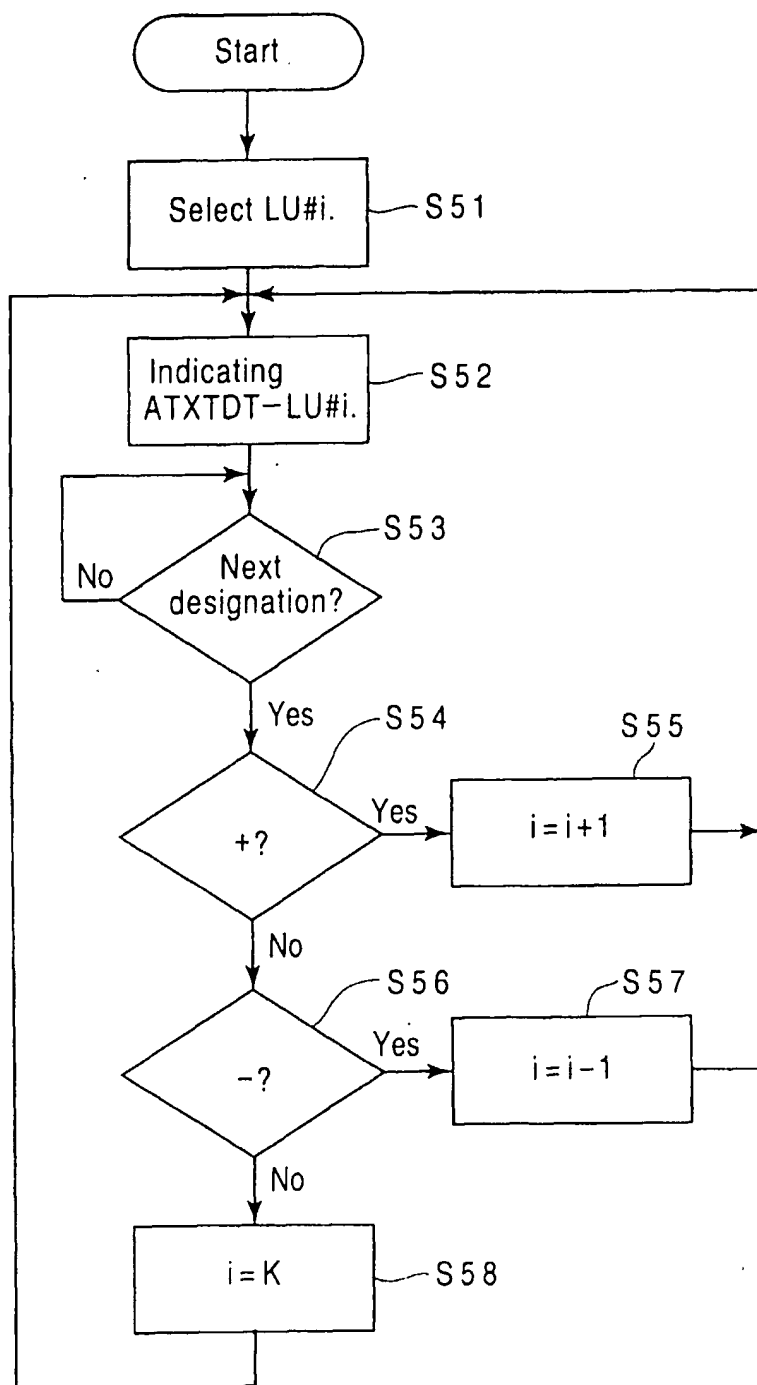 Start
Select LU#i.
S51
Indicating
ATXTDT-LU#i.
S52
S53
Next
designation?
No
Yes
S54
+?
Yes
S55
i=i+1
No
S56
-?
Yes
S57
i=i-1
No
i=K
S58